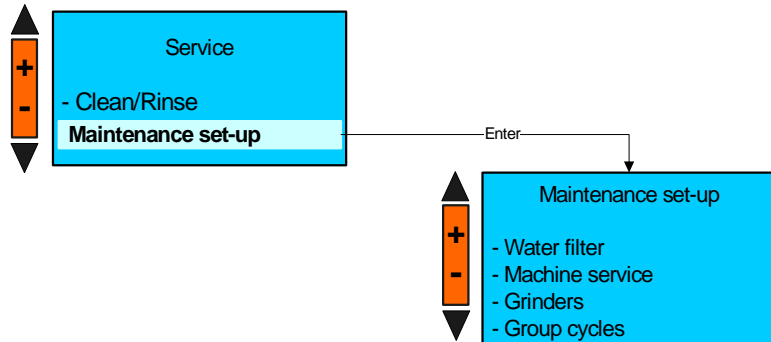 Service
+
-
- Clean/Rinse
Maintenance set-up
Enter
Maintenance set-up
+
-
- Water filter
- Machine service
- Grinders
- Group cycles